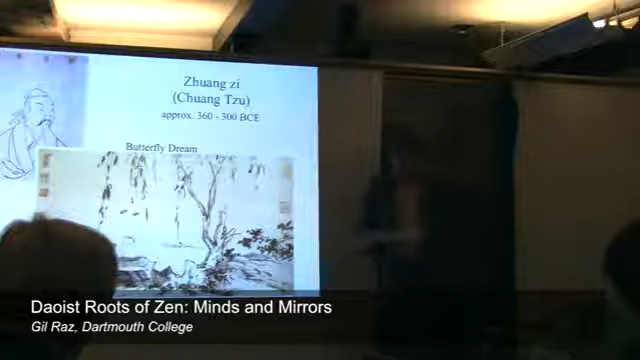 Zhuang zi
(Chuang Tzu)
approx. 360 - 300 BCE
Butterfly Dream
Daoist Roots of Zen: Minds and Mirrors
Gil Raz, Dartmouth College